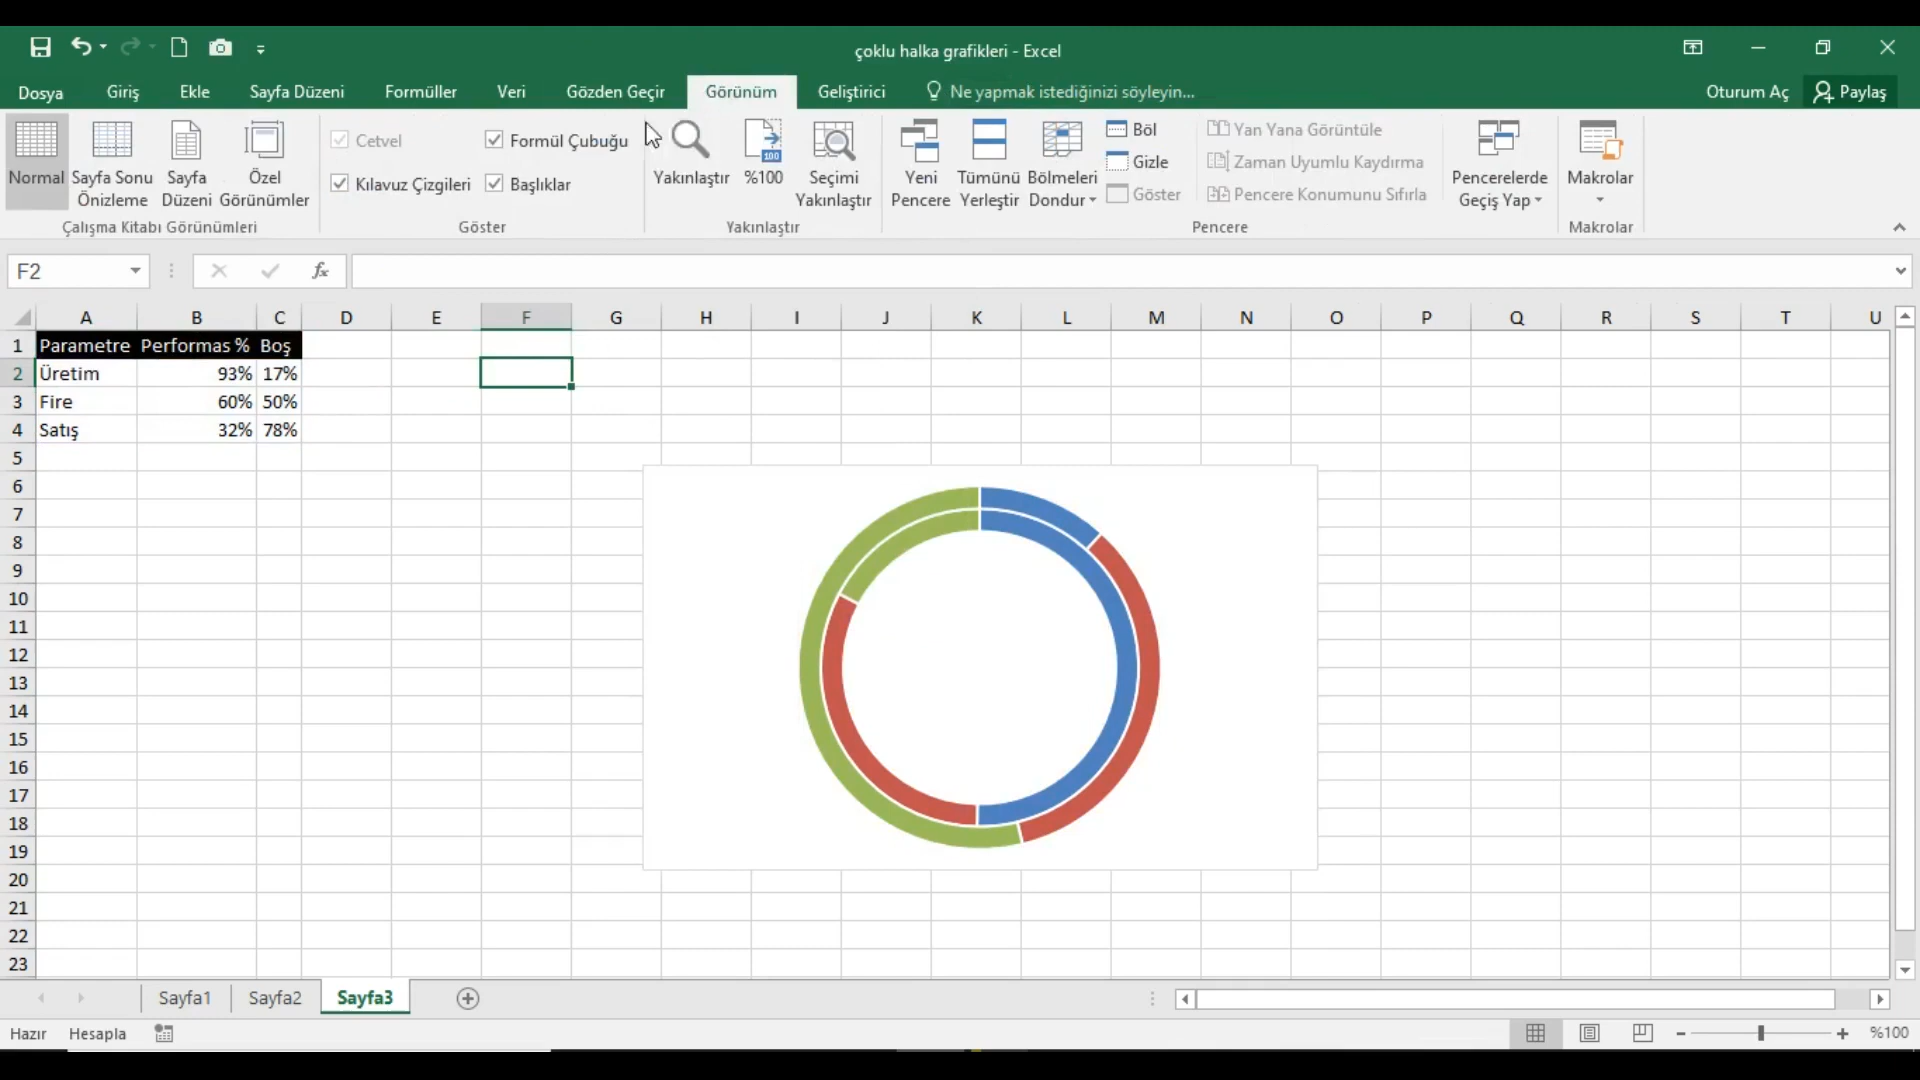 çoklu halka grafikleri - Excel
Dosya Giriş Ekle Sayfa Düzeni Formüller Veri Gözden Geçir Görünüm Geliştirici Ne yapmak istediğinizi söyleyin... Oturum Aç Paylaş
Normal
Sayfa Sonu
Önizleme
Sayfa
Düzeni
Özel
Görünümler
Çalışma Kitabı Görünümleri
Cetvel
Formül Çubuğu
Kılavuz Çizgileri
Başlıklar
Göster
Yakınlaştır
100
%100
Seçimi
Yakınlaştır
Yakınlaştır
Yeni
Pencere
Tümünü
Yerleştir
Bölmeleri
Dondur
Böl
Gizle
Göster
Yan Yana Görüntüle
Zaman Uyumlu Kaydırma
Pencere Konumunu Sıfırla
Pencerelerde
Geçiş Yap
Pencere
Makrolar
Makrolar
F2 fx
A B C D E F G H I J K L M N O P Q R S T U
1 Parametre Performas % Boş
2 Üretim 93% 17%
3 Fire 60% 50%
4 Satış 32% 78%
5
6
7
8
9
10
11
12
13
14
15
16
17
18
19
20
21
22
23
Sayfa1 Sayfa2 Sayfa3
Hazır Hesapla %100